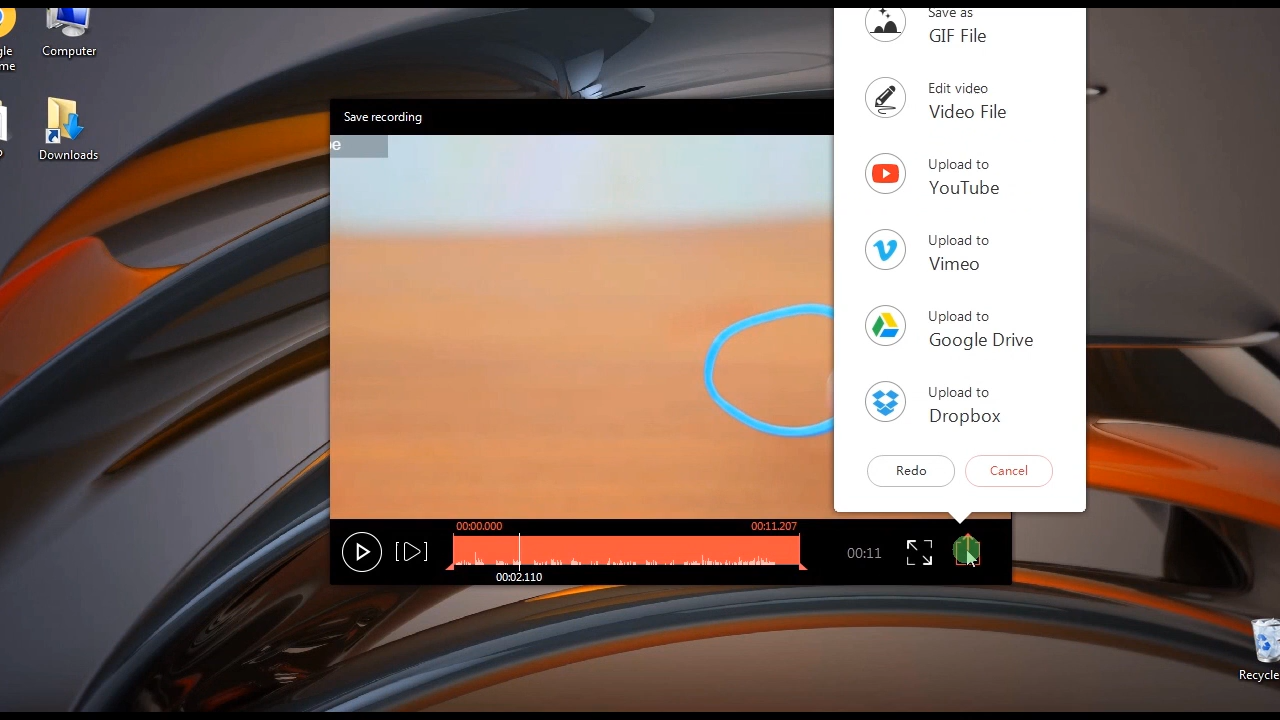 gle
me
Computer
P
Downloads
Save recording
be
Save as
GIF File
Edit video
Video File
Upload to
YouTube
Upload to
Vimeo
Upload to
Google Drive
Upload to
Dropbox
Redo
Cancel
00:00.000
00:11.207
00:11
00:02.110
Recycle